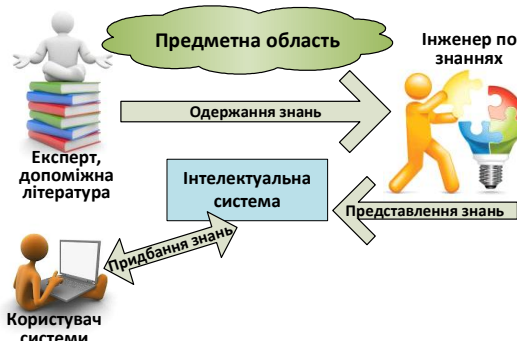 Предметна область
Інженер по
знаннях
Одержання знань
Експерт,
допоміжна
література
Інтелектуальна
система
Представлення знань
Придбання знань
Користувач
системи